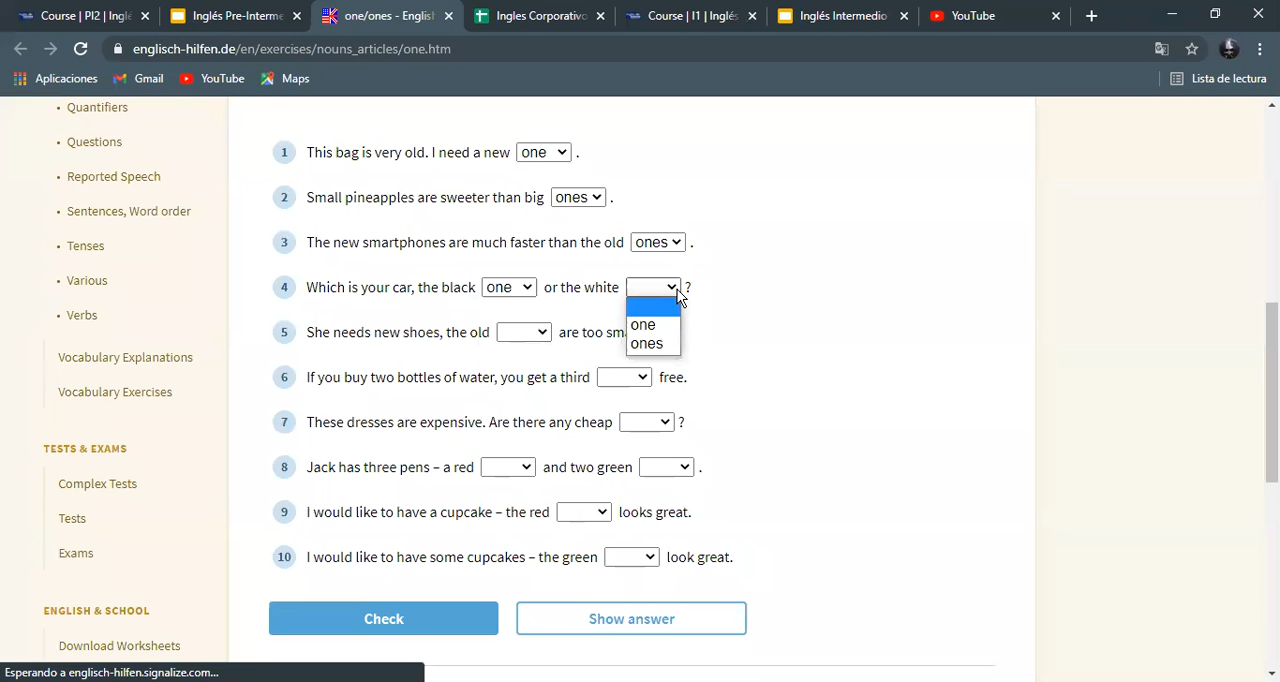 Course | PI2 | Inglé
Inglés Pre-Interme
one/ones - Englis
Ingles Corporativo
Course | I1 | Inglés
Inglés Intermedio
YouTube
englisch-hilfen.de/en/exercises/nouns_articles/one.htm
Aplicaciones
Gmail
YouTube
Maps
Lista de lectura
Quantifiers
Questions
Reported Speech
Sentences, Word order
Tenses
Various
Verbs
Vocabulary Explanations
Vocabulary Exercises
TESTS & EXAMS
Complex Tests
Tests
Exams
ENGLISH & SCHOOL
Download Worksheets
1 This bag is very old. I need a new one .
2 Small pineapples are sweeter than big ones .
3 The new smartphones are much faster than the old ones .
4 Which is your car, the black one or the white ?
one
ones
5 She needs new shoes, the old are too sm
6 If you buy two bottles of water, you get a third free.
7 These dresses are expensive. Are there any cheap ?
8 Jack has three pens – a red and two green .
9 I would like to have a cupcake – the red looks great.
10 I would like to have some cupcakes – the green look great.
Check
Show answer
Esperando a englisch-hilfen.signalize.com...